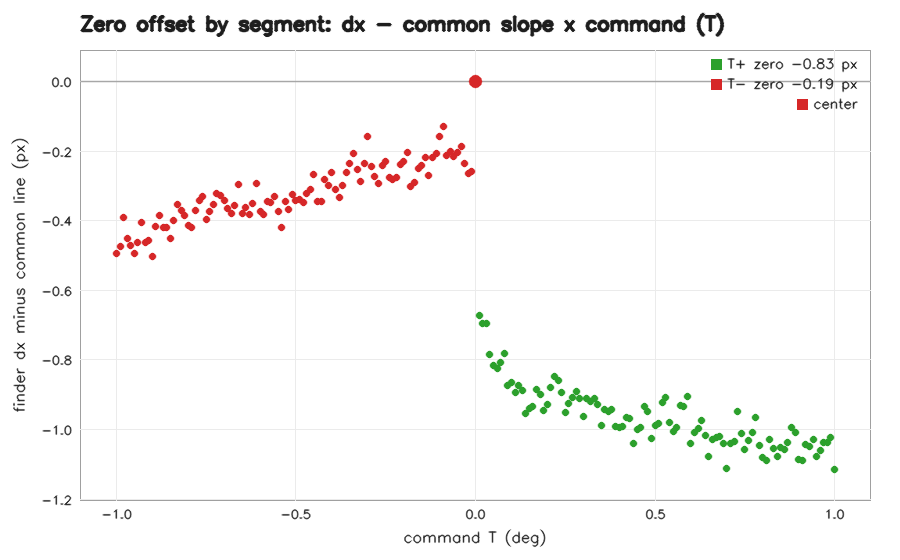 Zero offset by segment: dx − common slope x command (T)
T+ zero −0.83 px
T− zero −0.19 px
center
finder dx minus common line (px)
0.0
−0.2
−0.4
−0.6
−0.8
−1.0
−1.2
−1.0
−0.5
0.0
0.5
1.0
command T (deg)